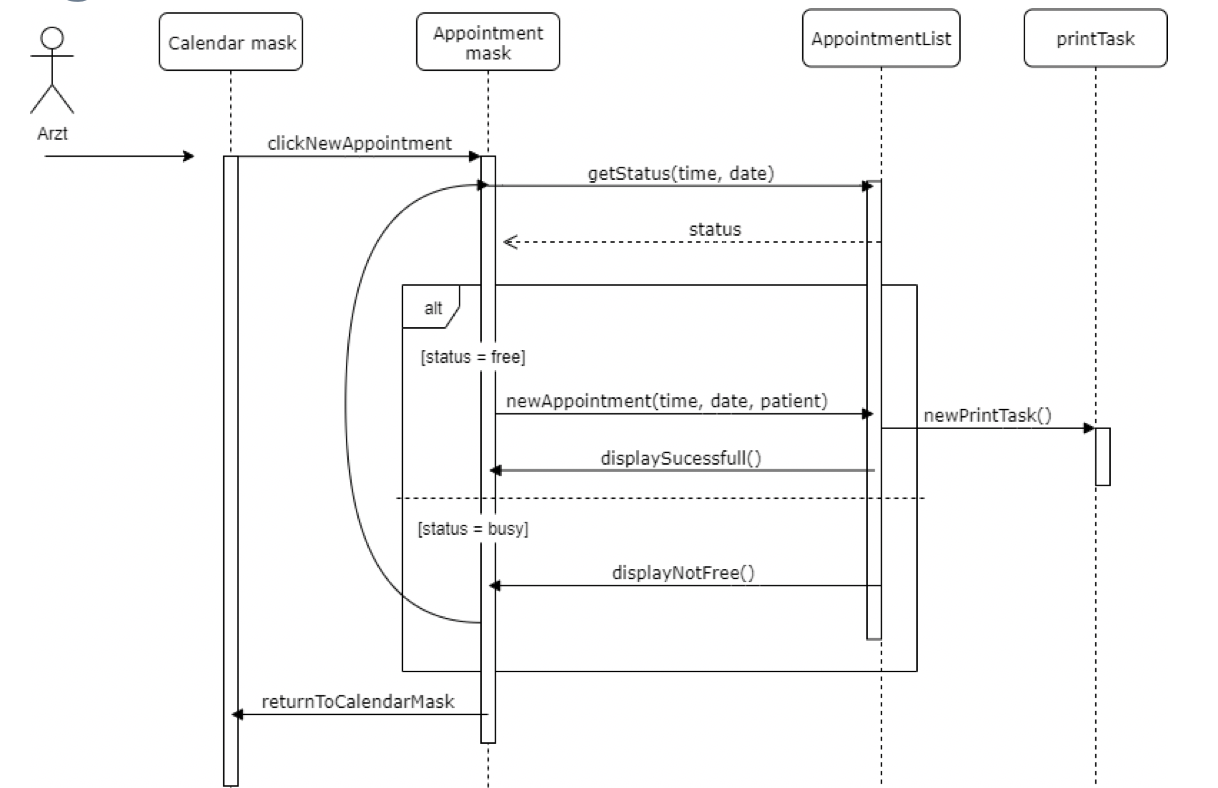 Calendar mask
Appointment
mask
AppointmentList
printTask
Arzt
clickNewAppointment
getStatus(time, date)
status
alt
[status = free]
newAppointment(time, date, patient)
newPrintTask()
displaySucessfull()
[status = busy]
displayNotFree()
returnToCalendarMask